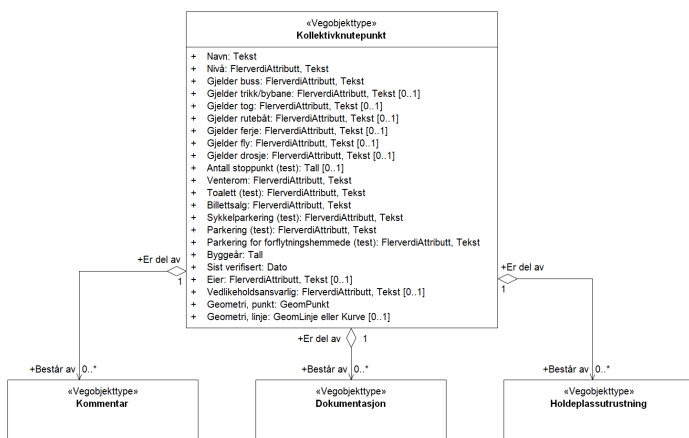 «Vegobjekttype»
Kollektivknutepunkt
+ Navn: Tekst
+ Nivå: FlerverdiAttributt, Tekst
+ Gjelder buss: FlerverdiAttributt, Tekst
+ Gjelder trikk/bybane: FlerverdiAttributt, Tekst [0..1]
+ Gjelder tog: FlerverdiAttributt, Tekst [0..1]
+ Gjelder rutebåt: FlerverdiAttributt, Tekst [0..1]
+ Gjelder ferje: FlerverdiAttributt, Tekst [0..1]
+ Gjelder fly: FlerverdiAttributt, Tekst [0..1]
+ Gjelder drosje: FlerverdiAttributt, Tekst [0..1]
+ Antall stoppunkt (test): Tall [0..1]
+ Venterom: FlerverdiAttributt, Tekst
+ Toalett (test): FlerverdiAttributt, Tekst
+ Billettsalg: FlerverdiAttributt, Tekst
+ Sykkelparkering (test): FlerverdiAttributt, Tekst
+ Parkering (test): FlerverdiAttributt, Tekst
+ Parkering for forflytningshemmede (test): FlerverdiAttributt, Tekst
+ Byggeår: Tall
+ Sist verifisert: Dato
+ Eier: FlerverdiAttributt, Tekst [0..1]
+ Vedlikeholdsansvarlig: FlerverdiAttributt, Tekst [0..1]
+ Geometri, punkt: GeomPunkt
+ Geometri, linje: GeomLinje eller Kurve [0..1]
+Er del av
1
+Er del av
1
+Er del av 1
+Består av 0..*
+Består av 0..*
+Består av 0..*
«Vegobjekttype»
Kommentar
«Vegobjekttype»
Dokumentasjon
«Vegobjekttype»
Holdeplassutrustning